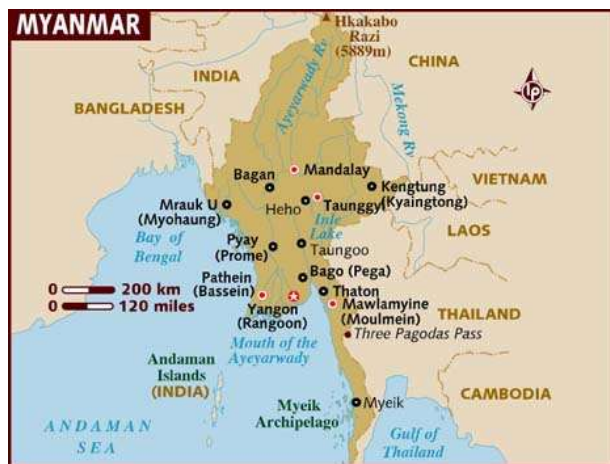 MYANMAR
Hkakabo
Razi
(5889m)
CHINA
INDIA
BANGLADESH
Ayeyarwady Rv
Mekong Rv
lp
Bagan
Mandalay
Kengtung
(Kyaingtong)
VIETNAM
Mrauk U
(Myohaung)
Heho
Taunggyi
Inle
Lake
LAOS
Bay of
Bengal
Pyay
(Prome)
Taungoo
Bago (Pega)
Pathein
(Bassein)
Thaton
0 200 km
0 120 miles
Yangon
(Rangoon)
Mawlamyine
(Moulmein)
THAILAND
Three Pagodas Pass
Mouth of the
Ayeyarwady
Andaman
Islands
(INDIA)
CAMBODIA
Myeik
Archipelago
Myeik
ANDAMAN
SEA
Gulf of
Thailand